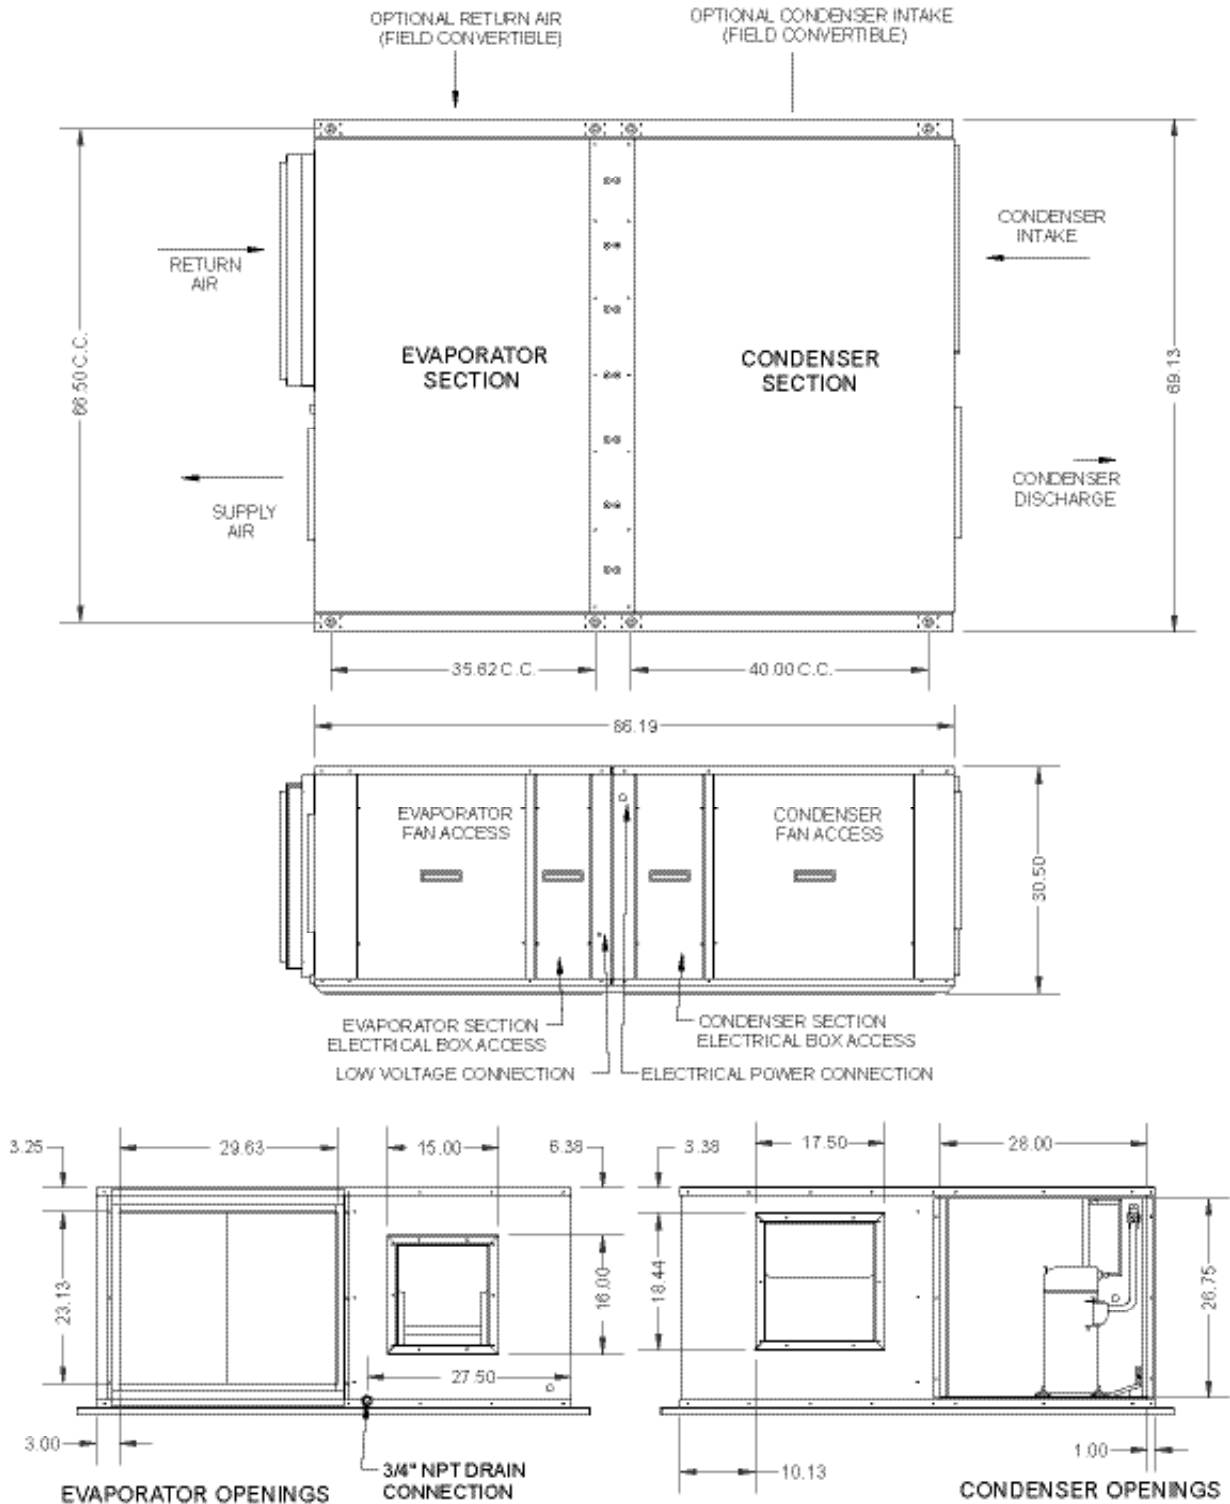 OPTIONAL RETURN AIR
(FIELD CONVERTIBLE)
OPTIONAL CONDENSER INTAKE
(FIELD CONVERTIBLE)
RETURN
AIR
CONDENSER
INTAKE
66.50 C.C.
EVAPORATOR
SECTION
CONDENSER
SECTION
69.13
SUPPLY
AIR
CONDENSER
DISCHARGE
35.62 C.C.
40.00 C.C.
86.19
EVAPORATOR
FAN ACCESS
CONDENSER
FAN ACCESS
30.50
EVAPORATOR SECTION
ELECTRICAL BOX ACCESS
CONDENSER SECTION
ELECTRICAL BOX ACCESS
LOW VOLTAGE CONNECTION
ELECTRICAL POWER CONNECTION
3.25
29.63
15.00
6.38
3.38
17.50
28.00
23.13
16.00
18.44
26.75
27.50
3.00
3/4" NPT DRAIN
CONNECTION
10.13
1.00
EVAPORATOR OPENINGS
CONDENSER OPENINGS